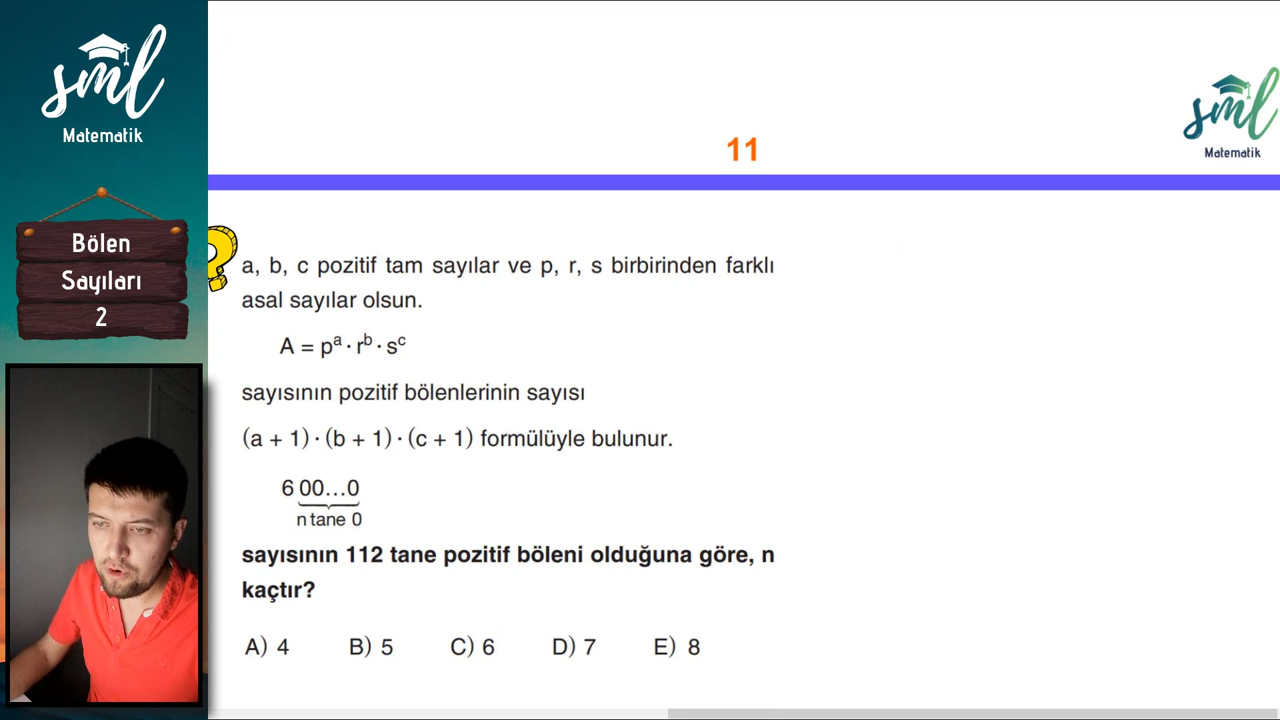 sml
Matematik
Bölen
Sayıları
2
11
sml
Matematik
a, b, c pozitif tam sayılar ve p, r, s birbirinden farklı
asal sayılar olsun.
A = pᵃ · rᵇ · sᶜ
sayısının pozitif bölenlerinin sayısı
(a + 1) · (b + 1) · (c + 1) formülüyle bulunur.
6 00...0
n tane 0
sayısının 112 tane pozitif böleni olduğuna göre, n
kaçtır?
A) 4 B) 5 C) 6 D) 7 E) 8